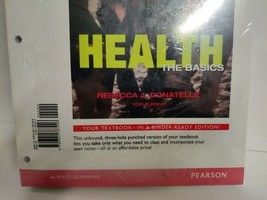 HEALTH
THE BASICS
REBECCA J. DONATELLE
YOUR TEXTBOOK—IN A BINDER-READY EDITION!
This unbound, three-hole punched version of your textbook
lets you take only what you need to class and incorporate your
own notes—all at an affordable price!
ALWAYS LEARNING
PEARSON